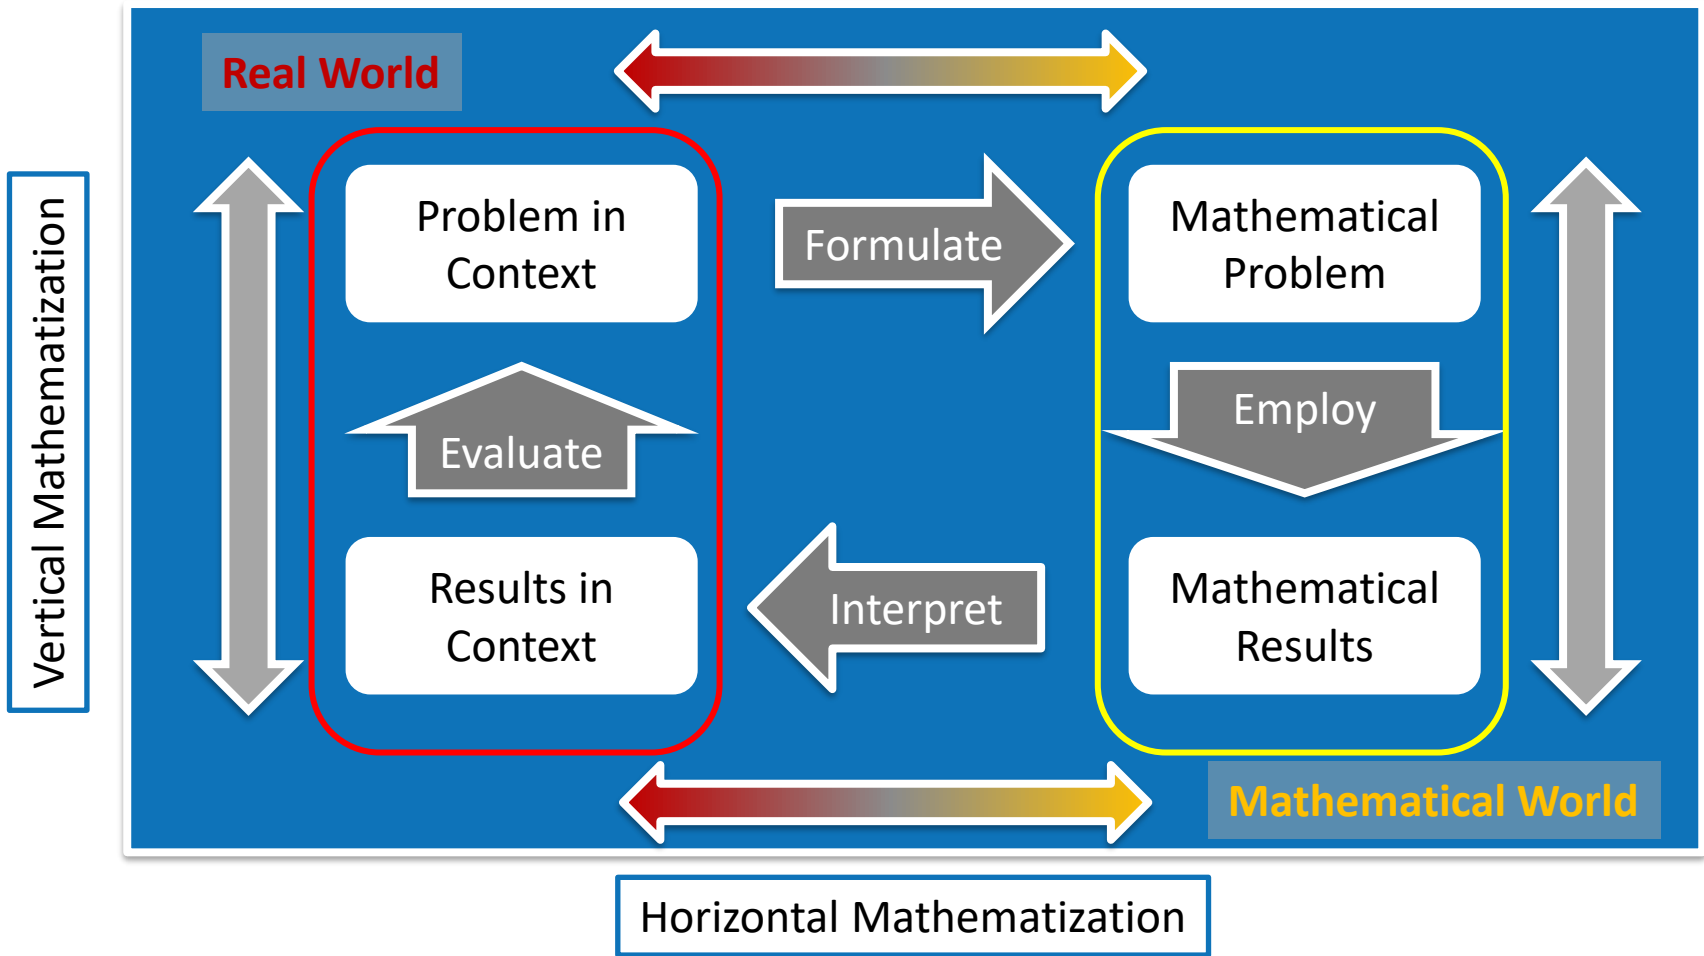 Real World
Vertical Mathematization
Problem in
Context
Formulate
Mathematical
Problem
Evaluate
Employ
Results in
Context
Interpret
Mathematical
Results
Mathematical World
Horizontal Mathematization